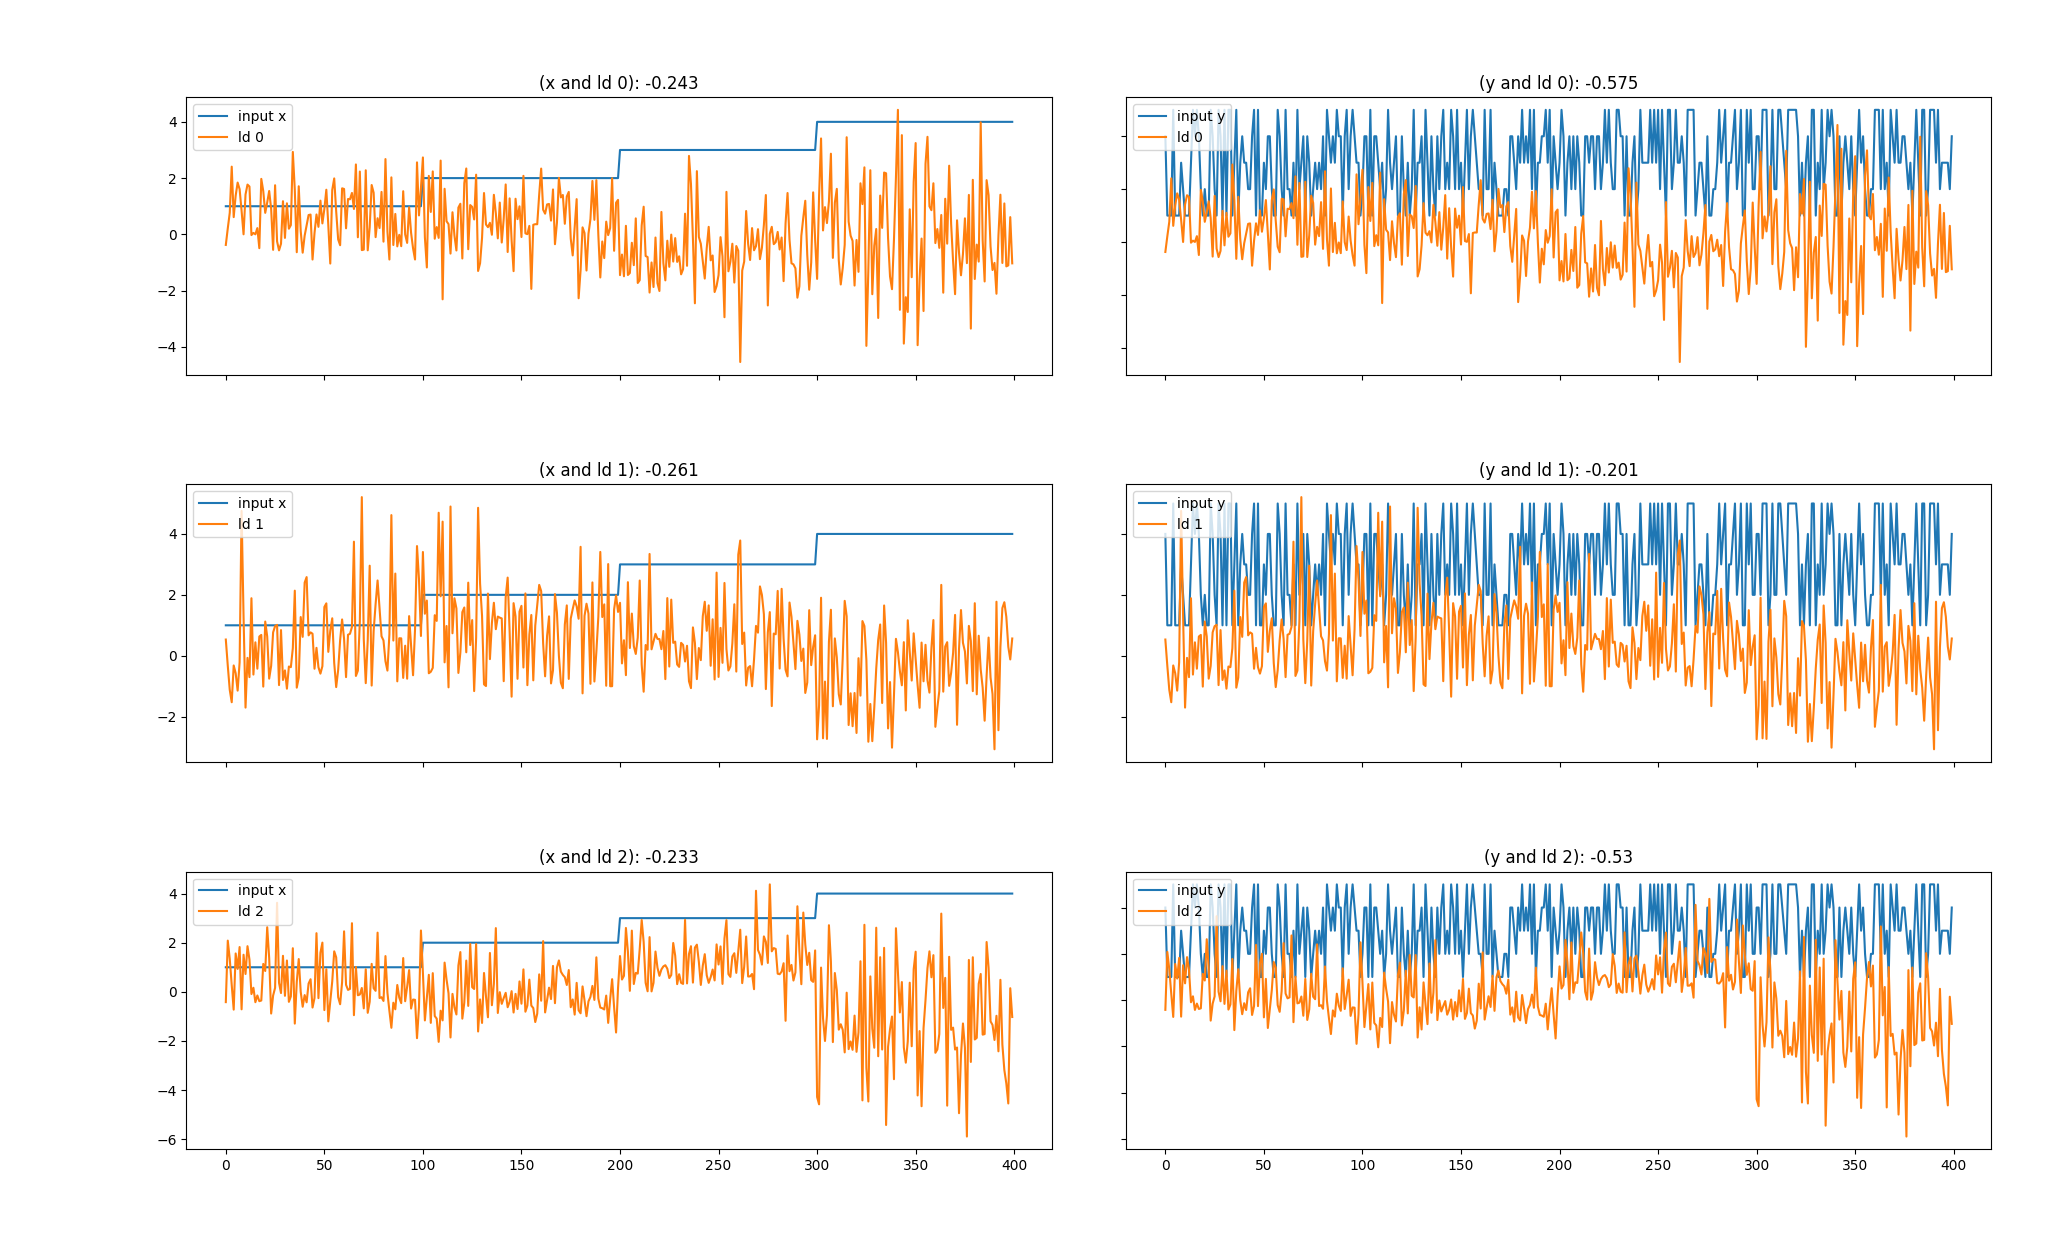 (x and ld 0): -0.243
input x
ld 0
4
2
0
−2
−4
(y and ld 0): -0.575
input y
ld 0
(x and ld 1): -0.261
input x
ld 1
4
2
0
−2
(y and ld 1): -0.201
input y
ld 1
(x and ld 2): -0.233
input x
ld 2
4
2
0
−2
−4
−6
0 50 100 150 200 250 300 350 400
(y and ld 2): -0.53
input y
ld 2
0 50 100 150 200 250 300 350 400